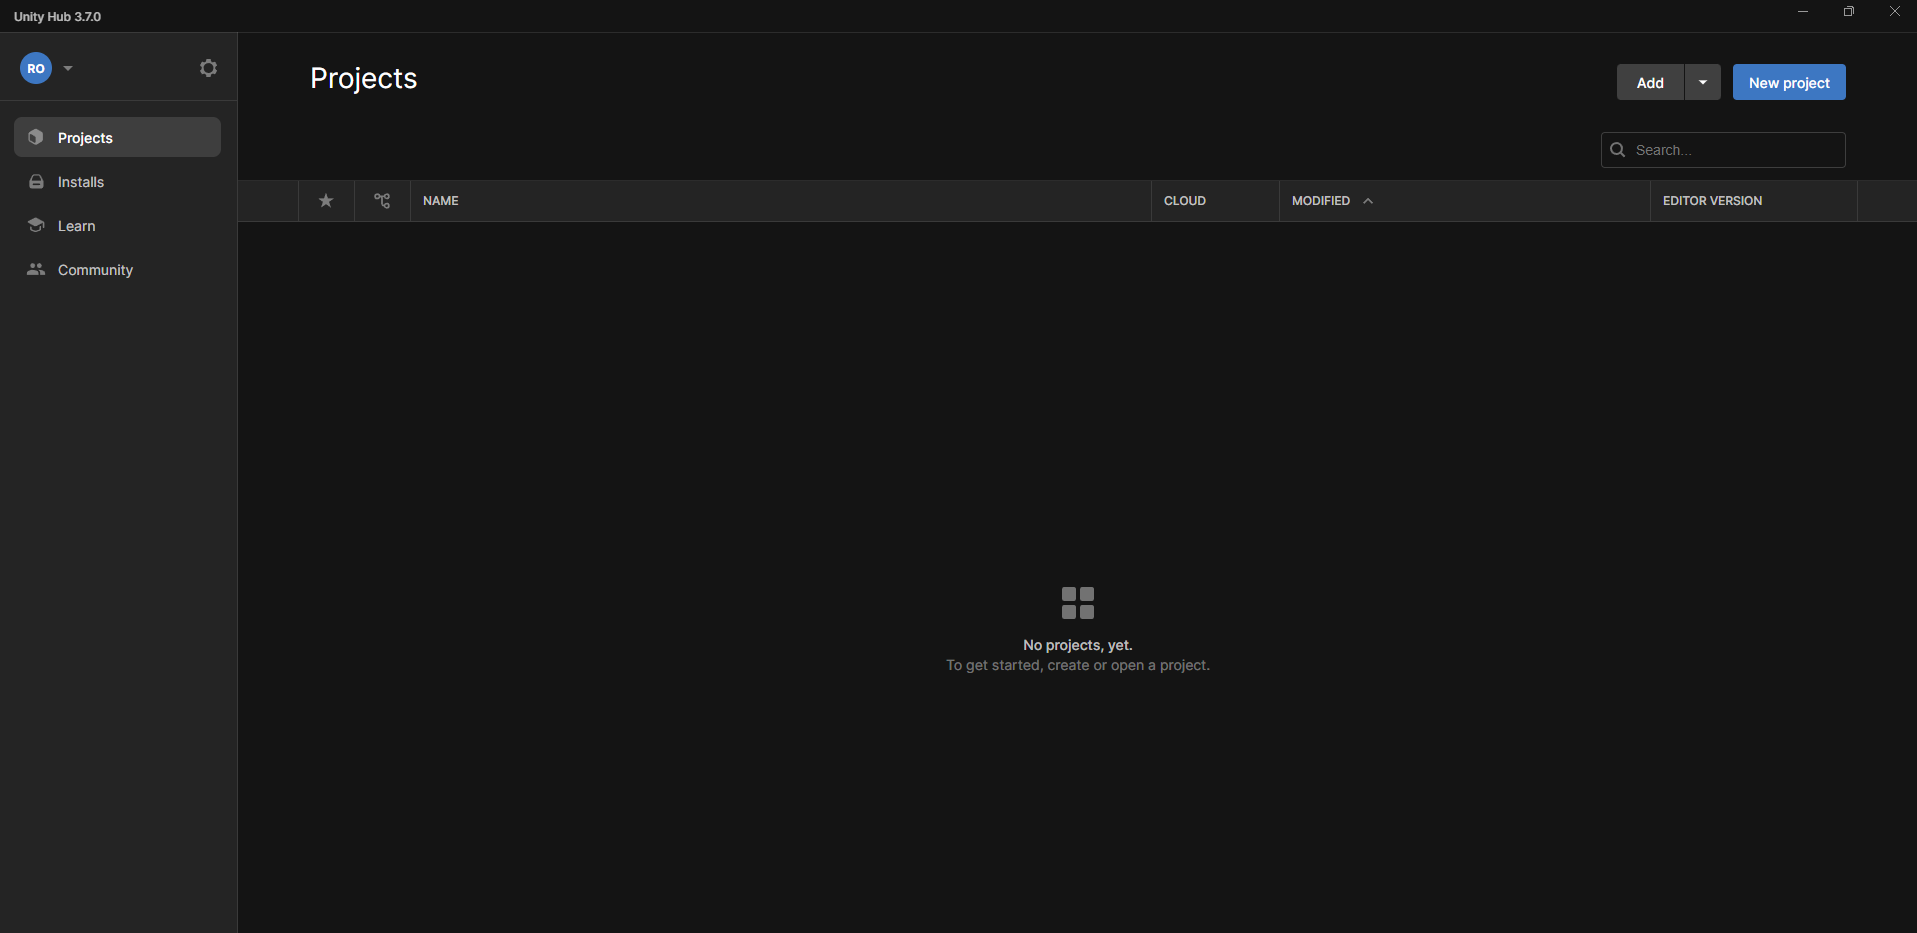 Unity Hub 3.7.0
RO
Projects
Add
New project
Projects
Installs
Learn
Community
Search...
NAME
CLOUD
MODIFIED
EDITOR VERSION
No projects, yet.
To get started, create or open a project.